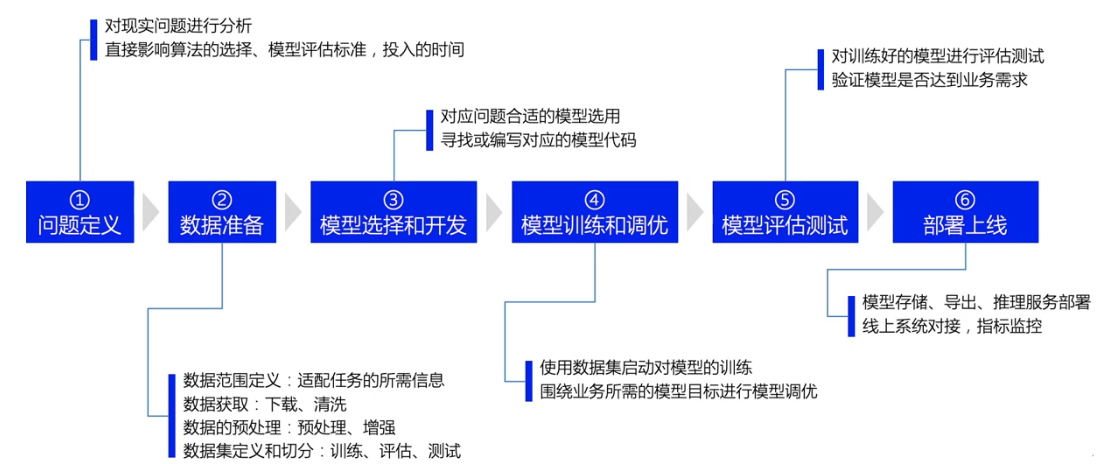 对现实问题进行分析
直接影响算法的选择、模型评估标准，投入的时间
对训练好的模型进行评估测试
验证模型是否达到业务需求
对应问题合适的模型选用
寻找或编写对应的模型代码
①
问题定义
②
数据准备
③
模型选择和开发
④
模型训练和调优
⑤
模型评估测试
⑥
部署上线
模型存储、导出、推理服务部署
线上系统对接，指标监控
使用数据集启动对模型的训练
围绕业务所需的模型目标进行模型调优
数据范围定义：适配任务的所需信息
数据获取：下载、清洗
数据的预处理：预处理、增强
数据集定义和切分：训练、评估、测试